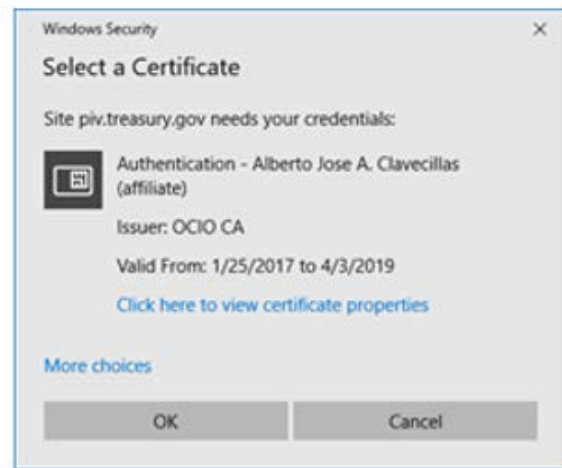 Windows Security
Select a Certificate
Site piv.treasury.gov needs your credentials:
Authentication - Alberto Jose A. Clavecillas
(affiliate)
Issuer: OCIO CA
Valid From: 1/25/2017 to 4/3/2019
Click here to view certificate properties
More choices
OK
Cancel